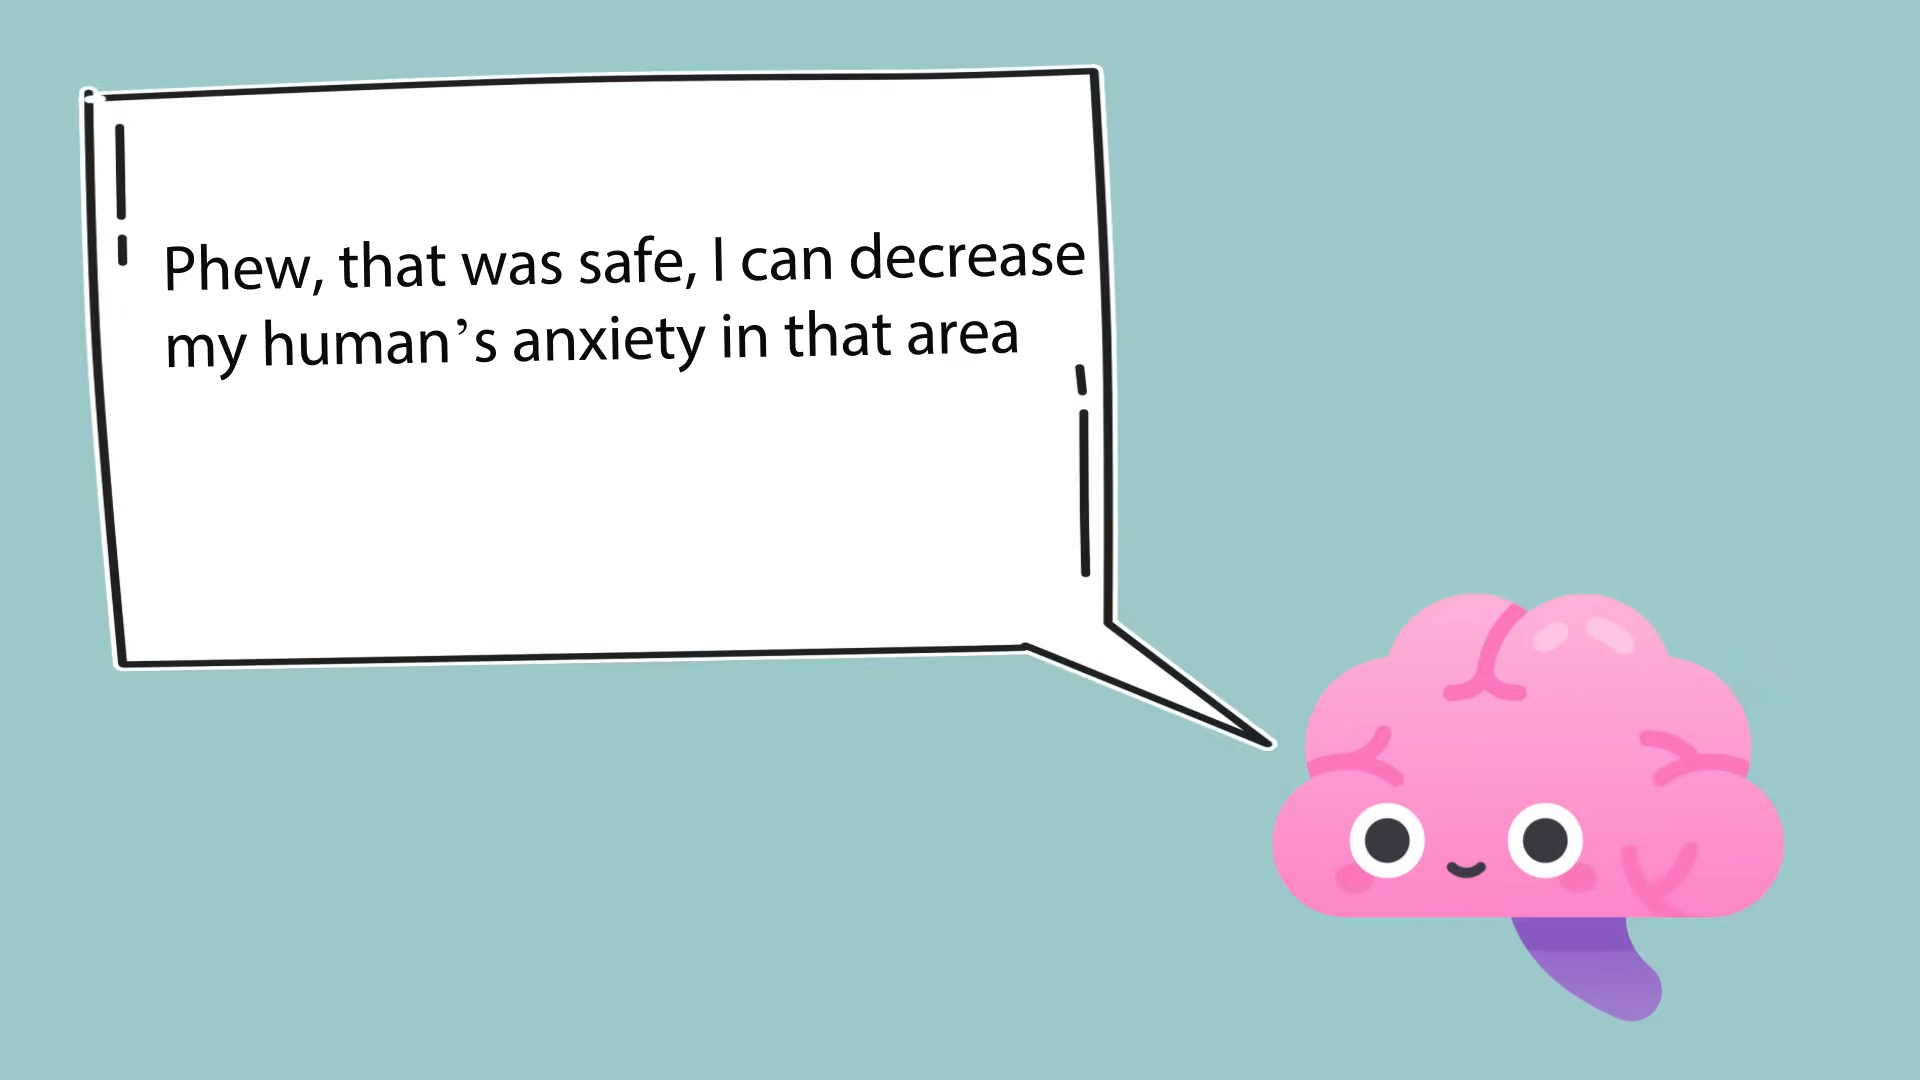 Phew, that was safe, I can decrease
my human’s anxiety in that area